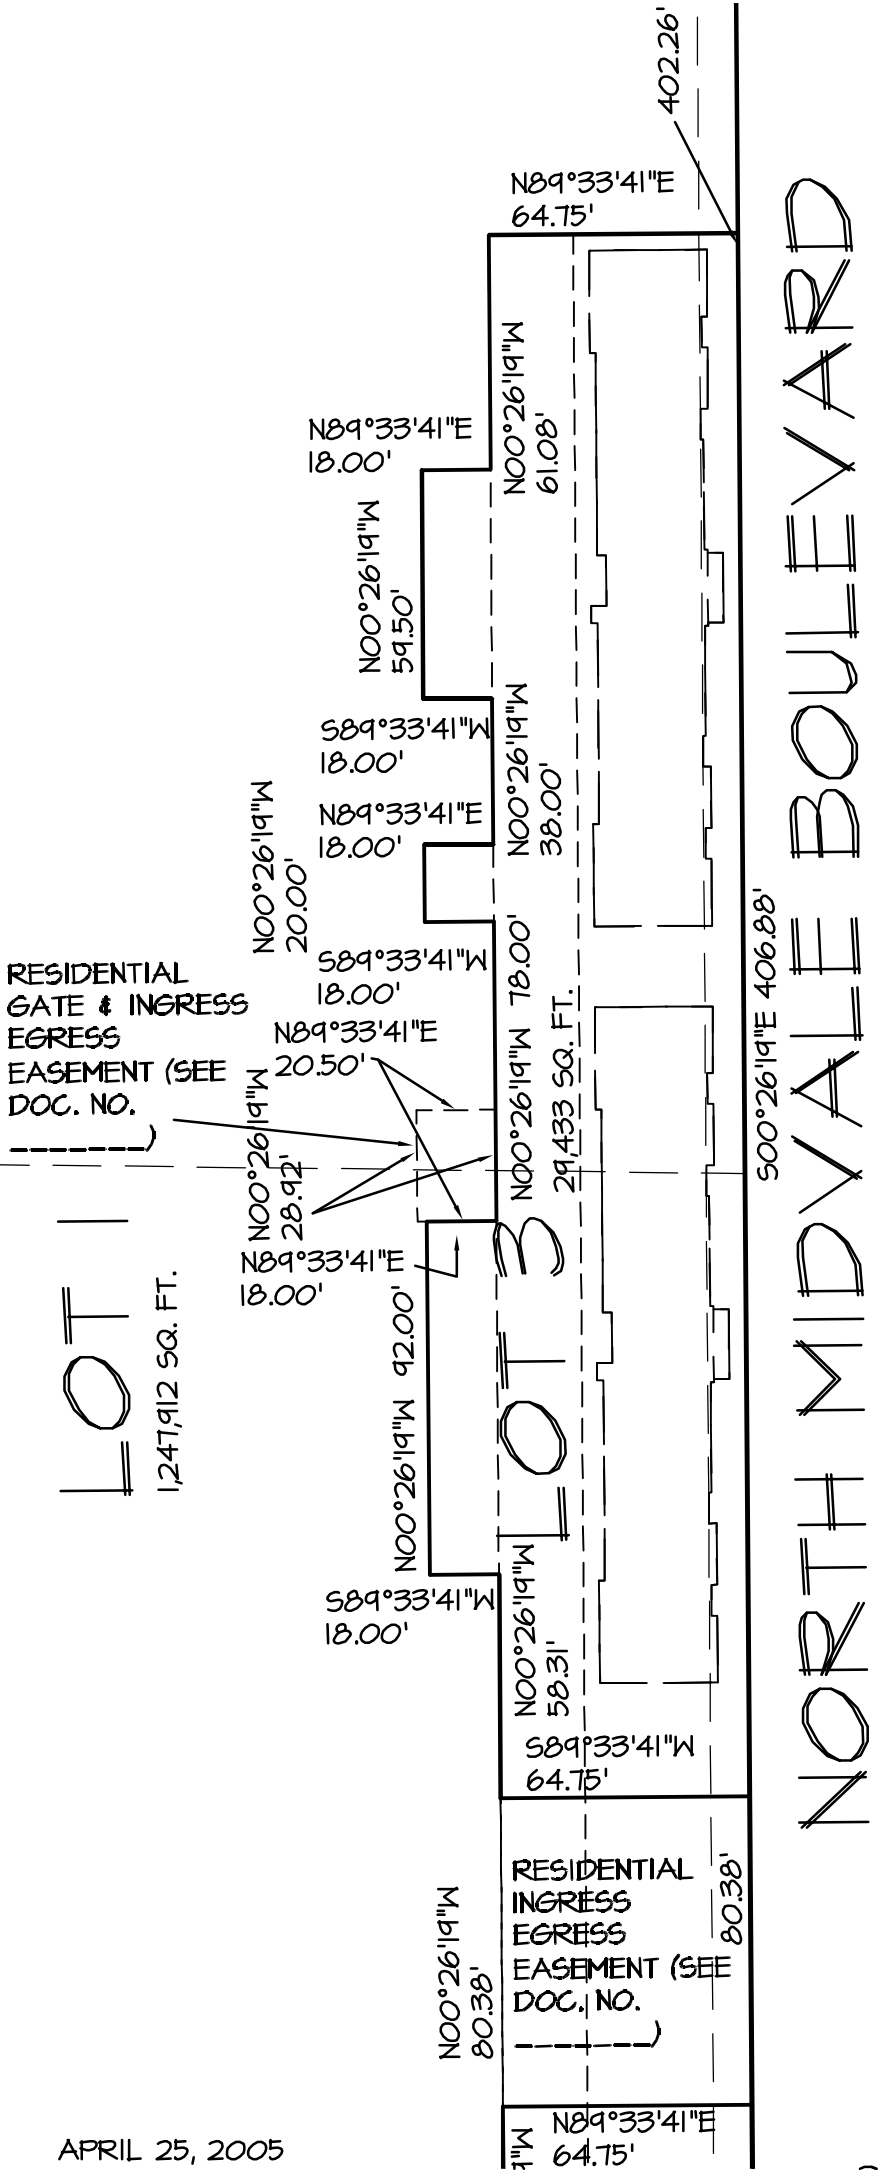 402.26'
N89°33'41"E
64.75'
N00°26'19"W
61.08'
N89°33'41"E
18.00'
N00°26'19"W
59.50'
S89°33'41"W
18.00'
N00°26'19"W
38.00'
N89°33'41"E
18.00'
N00°26'19"W
20.00'
S89°33'41"W
18.00'
RESIDENTIAL
GATE & INGRESS
EGRESS
EASEMENT (SEE
DOC. NO.
________)
N89°33'41"E
20.50'
N00°26'19"W
28.92'
N00°26'19"W 78.00'
29,433 SQ. FT.
S00°26'19"E 406.88'
NORTH MIDVALE BOULEVARD
LOT 1
1,247,912 SQ. FT.
N89°33'41"E
18.00'
LOT 3
N00°26'19"W 92.00'
S89°33'41"W
18.00'
N00°26'19"W
58.31'
S89°33'41"W
64.75'
RESIDENTIAL
INGRESS
EGRESS
EASEMENT (SEE
DOC. NO.
________)
80.38'
N00°26'19"W
80.38'
N89°33'41"E
64.75'
9"W
APRIL 25, 2005